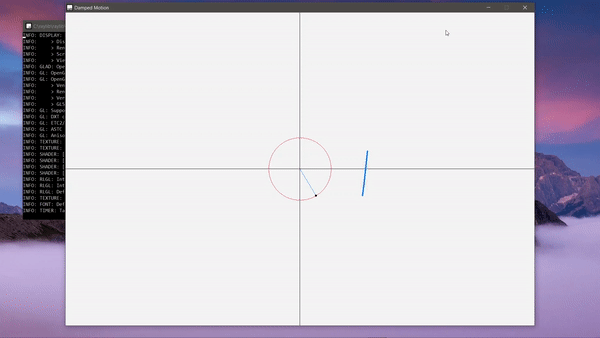 Damped Motion
INFO: DISPLAY:
INFO:     > Dis
INFO:     > Ren
INFO:     > Scr
INFO:     > Vie
INFO: GLAD: Ope
INFO: GL: OpenG
INFO: GL: OpenG
INFO:     > Ven
INFO:     > Ren
INFO:     > Ver
INFO:     > GLS
INFO: GL: Suppo
INFO: GL: DXT c
INFO: GL: ETC2/
INFO: GL: ASTC
INFO: GL: Aniso
INFO: TEXTURE:
INFO: TEXTURE:
INFO: SHADER: [
INFO: SHADER: [
INFO: SHADER: [
INFO: SHADER: [
INFO: RLGL: Int
INFO: RLGL: Int
INFO: RLGL: Def
INFO: TEXTURE:
INFO: FONT: Def
INFO: TIMER: Ta